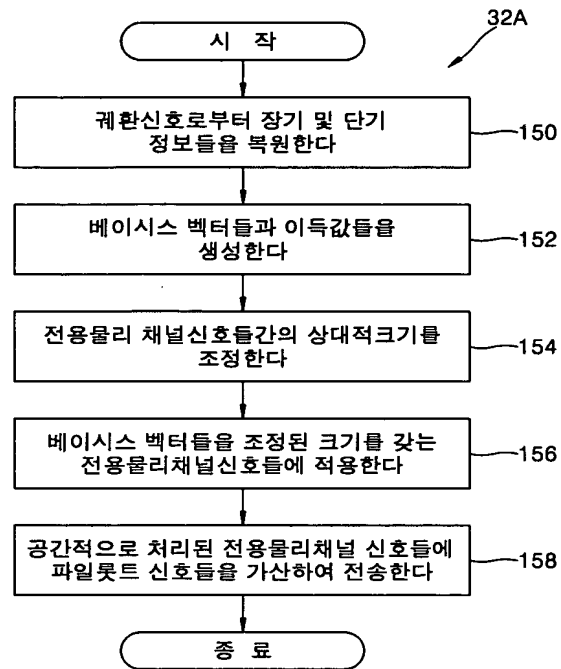 32A
시 작
궤환신호로부터 장기 및 단기
정보들을 복원한다
150
베이시스 벡터들과 이득값들을
생성한다
152
전용물리 채널신호들간의 상대적크기를
조정한다
154
베이시스 벡터들을 조정된 크기를 갖는
전용물리채널신호들에 적용한다
156
공간적으로 처리된 전용물리채널 신호들에
파일롯트 신호들을 가산하여 전송한다
158
종 료